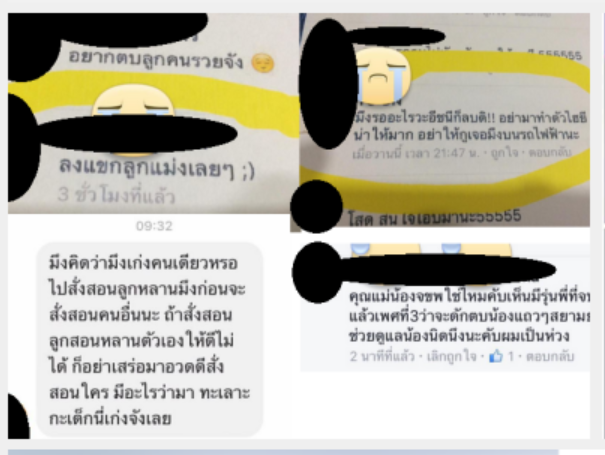 อยากตบลูกคนรวยจัง
ลงแขกลูกแม่งเลยๆ ;)
3 ชั่วโมงที่แล้ว
09:32
มึงคิดว่ามึงเก่งคนเดียวหรอ
ไปสั่งสอนลูกหลานมึงก่อนจะ
สั่งสอนคนอื่นนะ ถ้าสั่งสอน
ลูกสอนหลานตัวเองให้ดีไม่
ได้ ก็อย่าเสร่อมาอวดดีสั่ง
สอนใคร มีอะไรว่ามา ทะเลาะ
กะเด็กนี่เก่งจังเลย
555555
มึงรออะไรวะอีชนีก็ลบดิ!! อย่ามาทำตัวไฮโซ
น่าให้มาก อย่าให้กูเจอมึงบนรถไฟฟ้านะ
เมื่อวานนี้ เวลา 21:47 น. · ถูกใจ · ตอบกลับ
โสด สน เจเอบมานะ55555
คุณแม่น้องจขพ ใช่ไหมคับเห็นมีรุ่นพี่ที่จบ
แล้วเพศที่3ว่าจะดักตบน้องแถวๆสยาม
ช่วยดูแลน้องนิดนึงนะคับผมเป็นห่วง
2 นาทีที่แล้ว · เลิกถูกใจ · 1 · ตอบกลับ